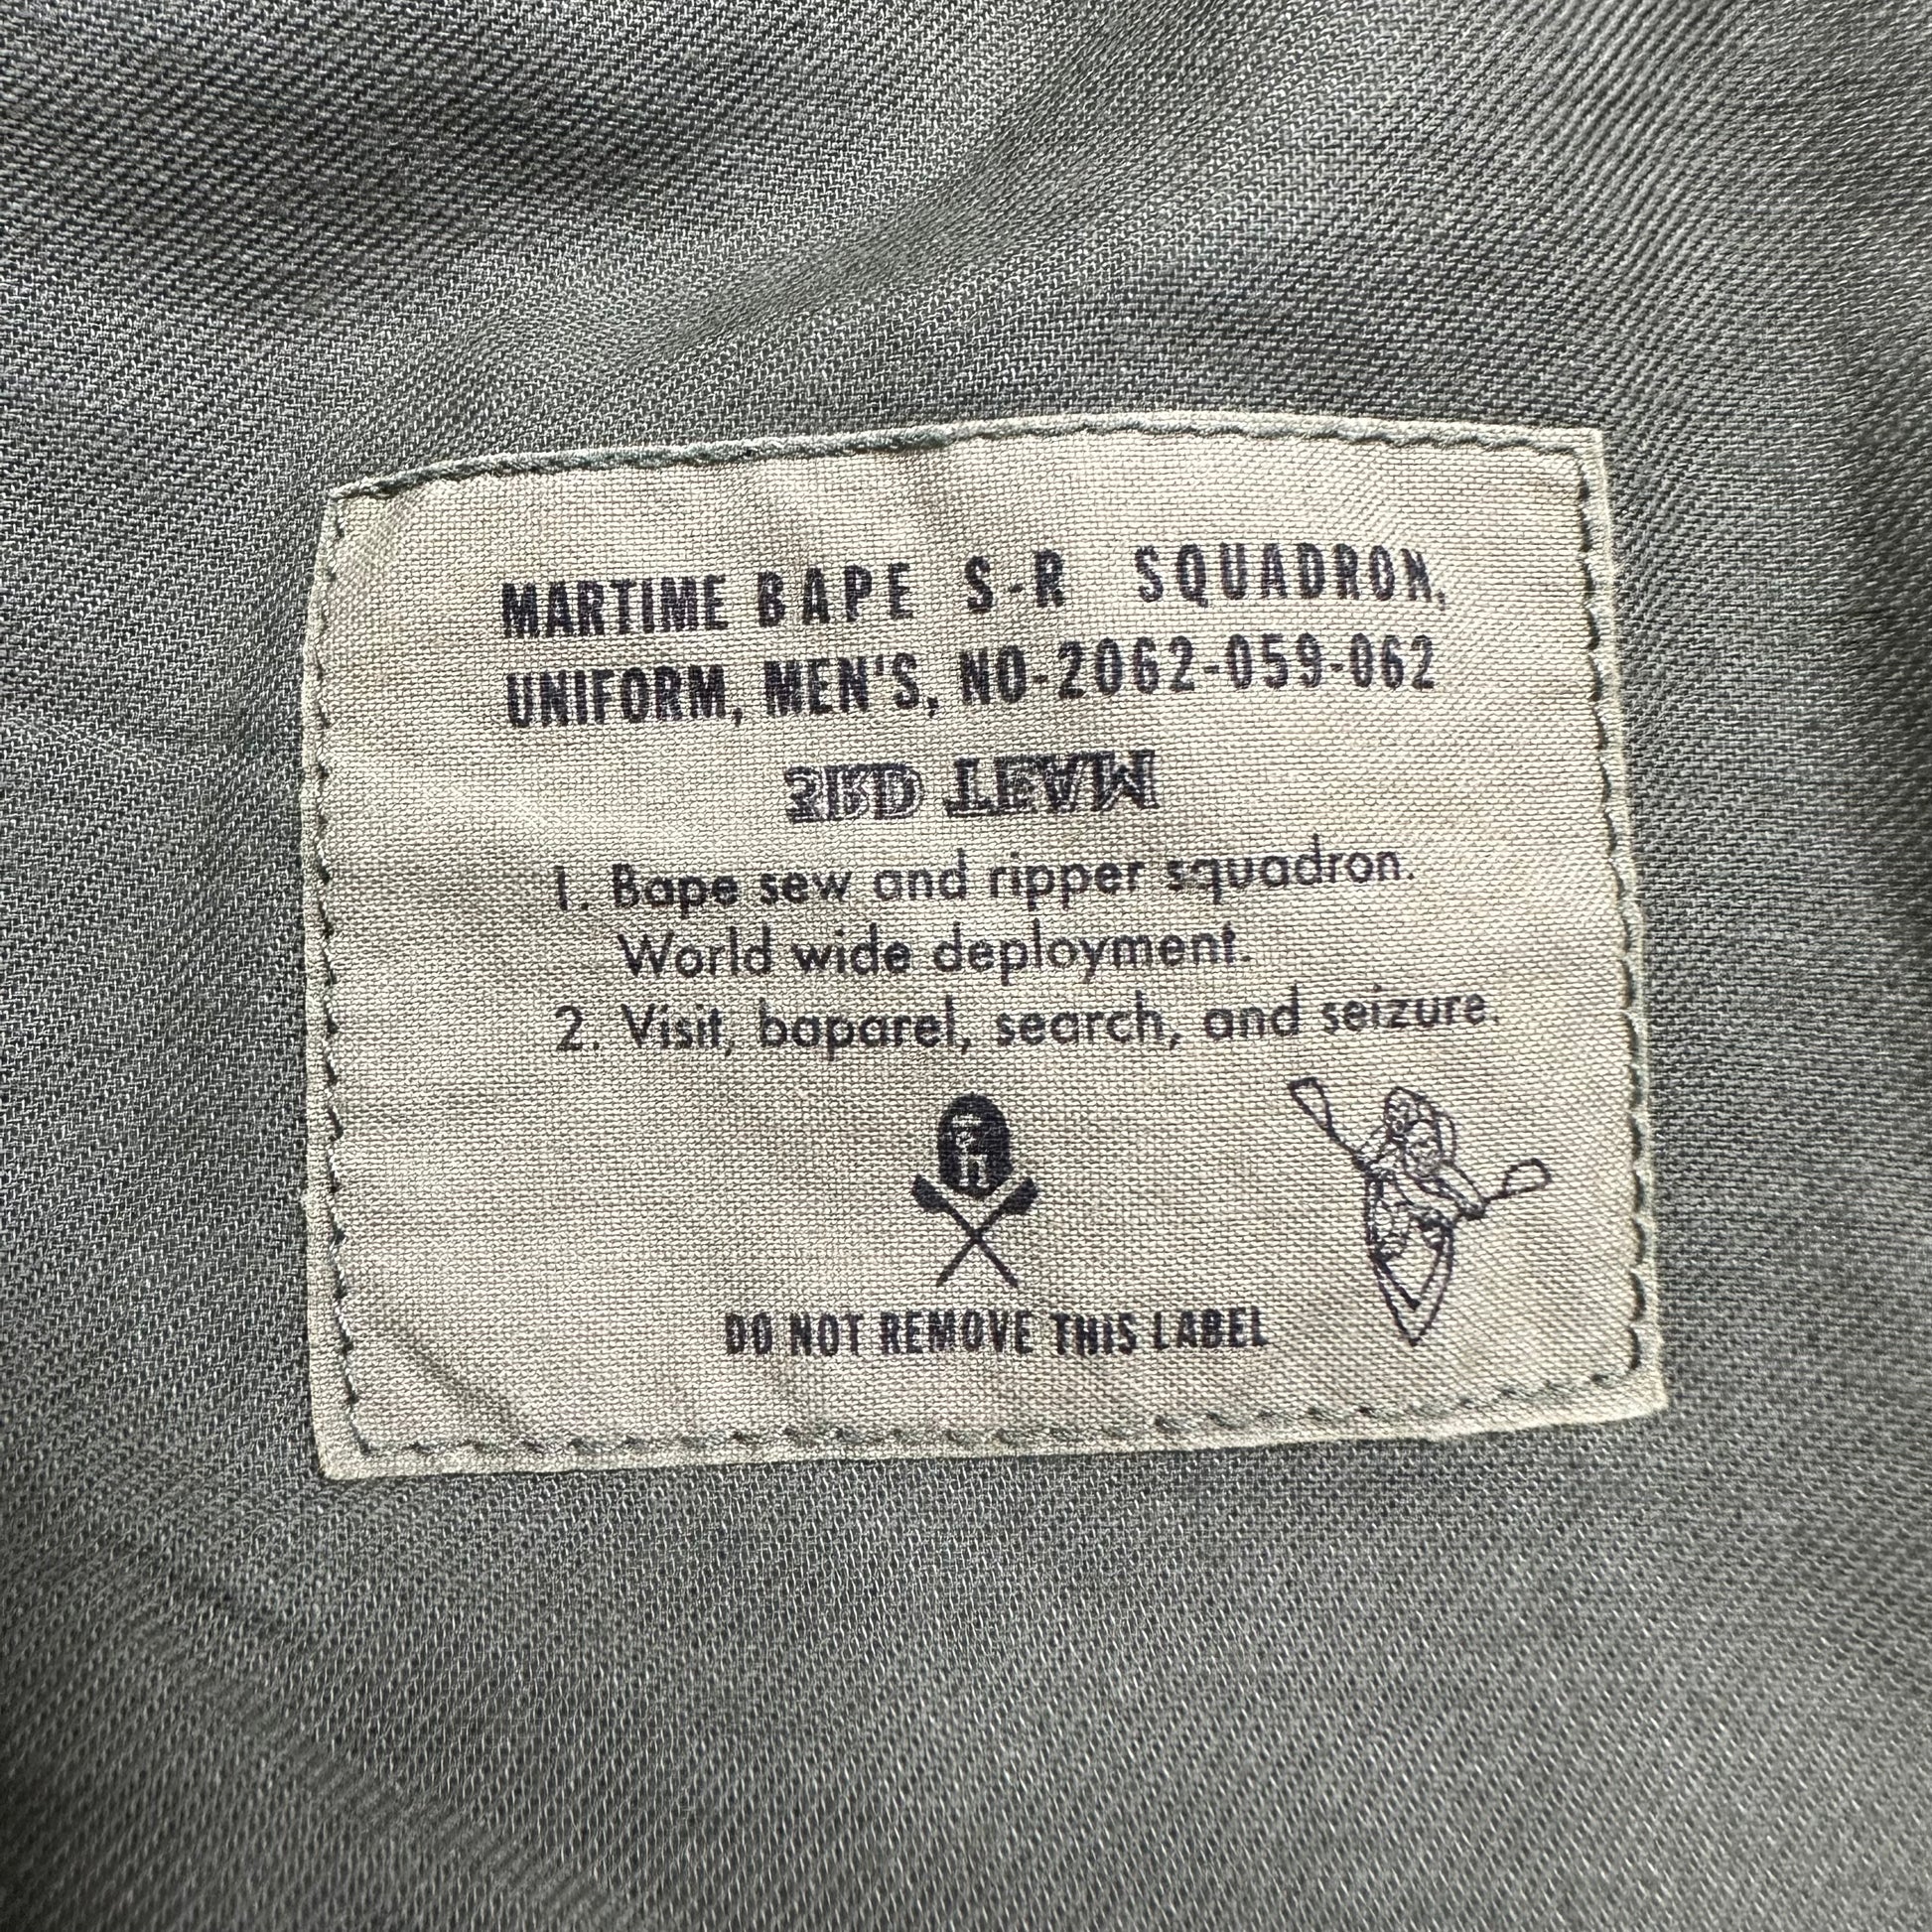 MARTIME BAPE S-R SQUADRON.
UNIFORM, MEN'S, NO-2062-059-062
1. Bape sew and ripper squadron.
World wide deployment.
2. Visit, baparel, search, and seizure.
DO NOT REMOVE THIS LABEL